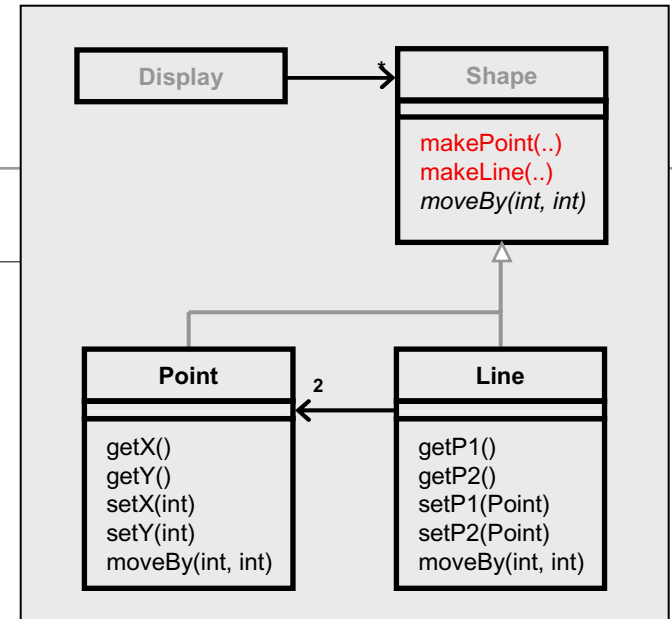 Display
*
Shape
makePoint(..)
makeLine(..)
moveBy(int, int)
Point
2
Line
getX()
getY()
setX(int)
setY(int)
moveBy(int, int)
getP1()
getP2()
setP1(Point)
setP2(Point)
moveBy(int, int)